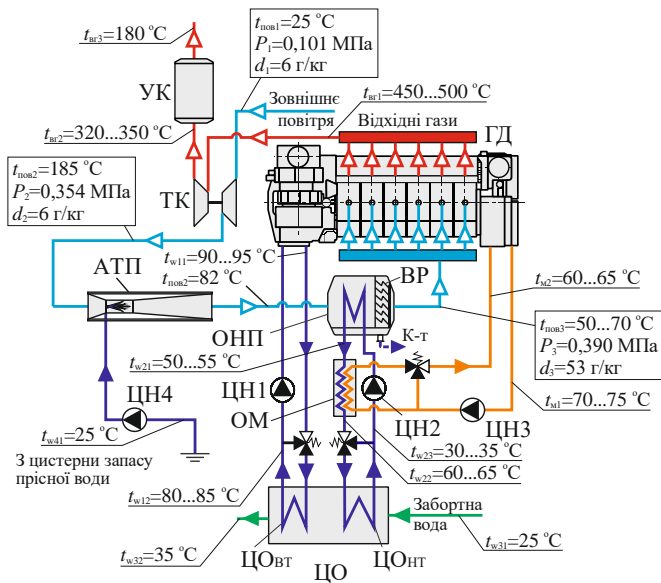 t_вг3=180 °C
t_пов1=25 °C
P_1=0,101 МПа
d_1=6 г/кг
УК
Зовнішнє
повітря
t_вг1=450...500 °C
Відхідні гази
ГД
t_вг2=320...350 °C
t_пов2=185 °C
P_2=0,354 МПа
d_2=6 г/кг
ТК
АТП
t_w11=90...95 °C
t_пов2=82 °C
ВР
t_м2=60...65 °C
ОНП
К-т
t_пов3=50...70 °C
P_3=0,390 МПа
d_3=53 г/кг
t_w21=50...55 °C
ЦН1
ЦН4
ОМ
ЦН2
ЦН3
t_м1=70...75 °C
t_w41=25 °C
t_w23=30...35 °C
З цистерни запасу
прісної води
t_w22=60...65 °C
t_w12=80...85 °C
Забортна
вода
t_w32=35 °C
ЦО_ВТ
ЦО_НТ
t_w31=25 °C
ЦО